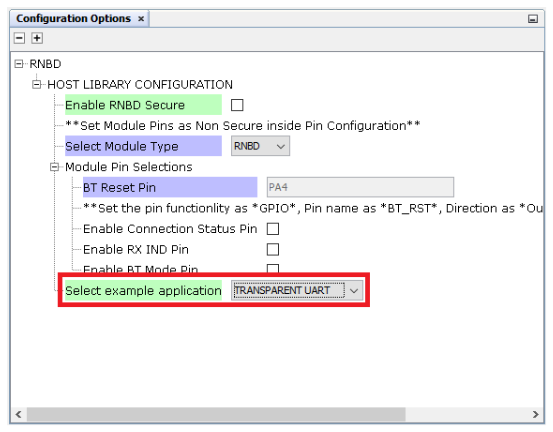 Configuration Options ×
RNBD
HOST LIBRARY CONFIGURATION
Enable RNBD Secure
**Set Module Pins as Non Secure inside Pin Configuration**
Select Module Type RNBD
Module Pin Selections
BT Reset Pin PA4
**Set the pin functionlity as *GPIO*, Pin name as *BT_RST*, Direction as *Ou
Enable Connection Status Pin
Enable RX IND Pin
Enable BT Mode Pin
Select example application TRANSPARENT UART